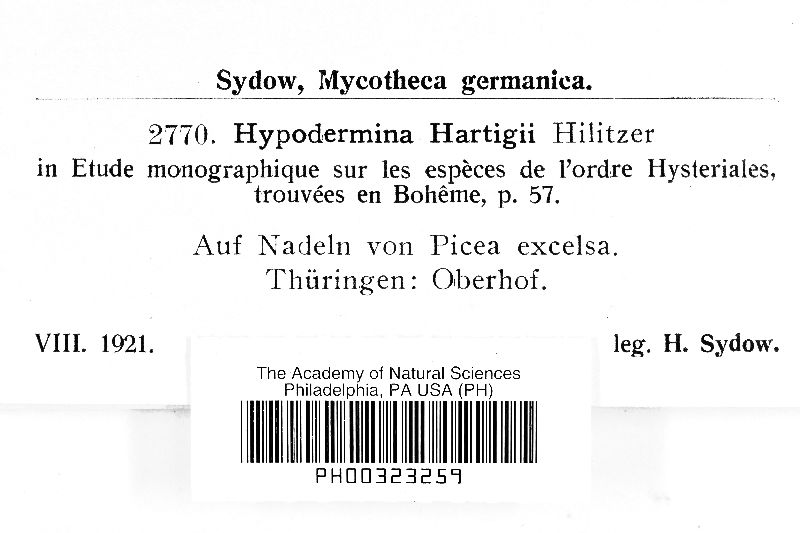 Sydow, Mycotheca germanica.
2770. Hypodermina Hartigii Hilitzer
in Etude monographique sur les espèces de l'ordre Hysteriales,
trouvées en Bohême, p. 57.
Auf Nadeln von Picea excelsa.
Thüringen: Oberhof.
VIII. 1921. leg. H. Sydow.
The Academy of Natural Sciences
Philadelphia, PA USA (PH)
PH00323259